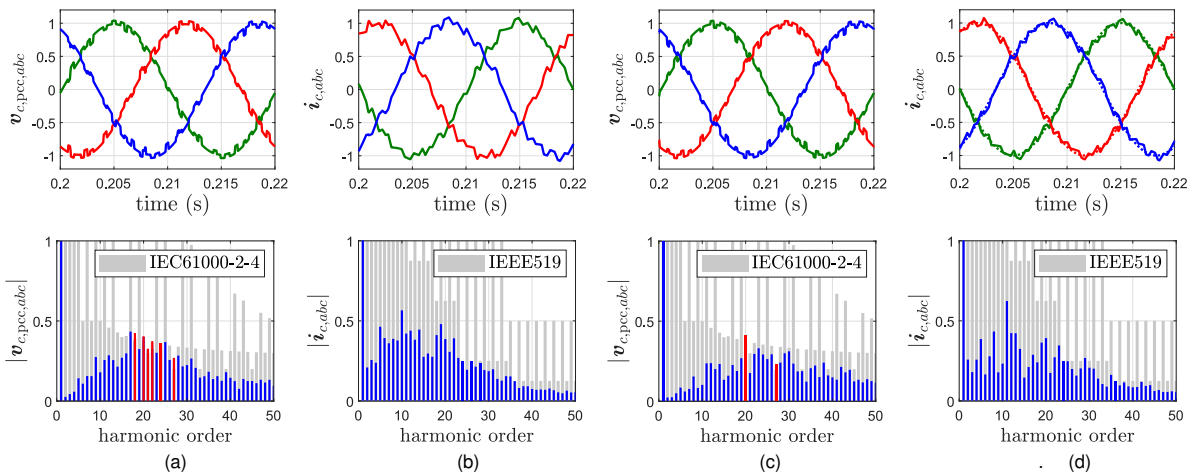 v_{c,pcc,abc}
1
0.5
0
-0.5
-1
0.2 0.205 0.21 0.215 0.22
time (s)
i_{c,abc}
1
0.5
0
-0.5
-1
0.2 0.205 0.21 0.215 0.22
time (s)
v_{c,pcc,abc}
1
0.5
0
-0.5
-1
0.2 0.205 0.21 0.215 0.22
time (s)
i_{c,abc}
1
0.5
0
-0.5
-1
0.2 0.205 0.21 0.215 0.22
time (s)
|v_{c,pcc,abc}|
1
0.5
0
IEC61000-2-4
0 10 20 30 40 50
harmonic order
(a)
|i_{c,abc}|
1
0.5
0
IEEE519
0 10 20 30 40 50
harmonic order
(b)
|v_{c,pcc,abc}|
1
0.5
0
IEC61000-2-4
0 10 20 30 40 50
harmonic order
(c)
|i_{c,abc}|
1
0.5
0
IEEE519
0 10 20 30 40 50
harmonic order
. (d)